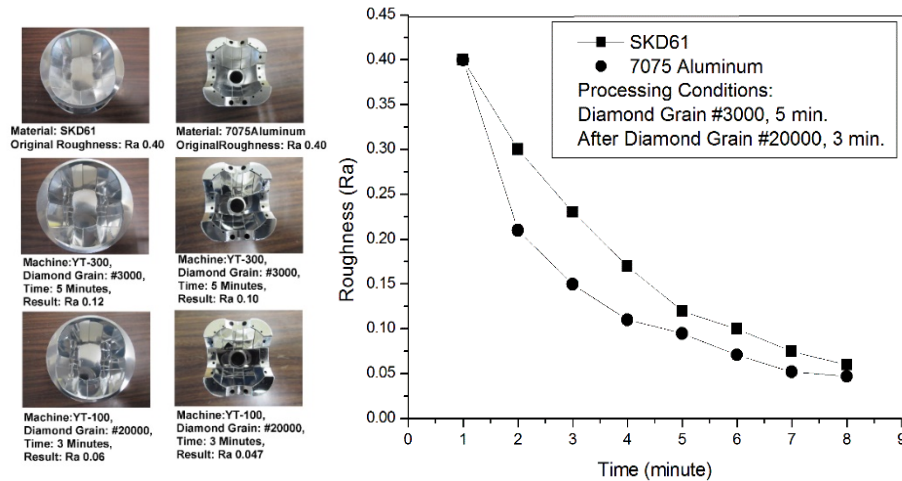 Material: SKD61
Original Roughness: Ra 0.40
Material: 7075Aluminum
OriginalRoughness: Ra 0.40
Machine:YT-300,
Diamond Grain: #3000,
Time: 5 Minutes,
Result: Ra 0.12
Machine:YT-300,
Diamond Grain: #3000,
Time: 5 Minutes,
Result: Ra 0.10
Machine:YT-100,
Diamond Grain: #20000,
Time: 3 Minutes,
Result: Ra 0.06
Machine:YT-100,
Diamond Grain: #20000,
Time: 3 Minutes,
Result: Ra 0.047
Roughness (Ra)
0.45
0.40
0.35
0.30
0.25
0.20
0.15
0.10
0.05
0.00
SKD61
7075 Aluminum
Processing Conditions:
Diamond Grain #3000, 5 min.
After Diamond Grain #20000, 3 min.
0 1 2 3 4 5 6 7 8 9
Time (minute)